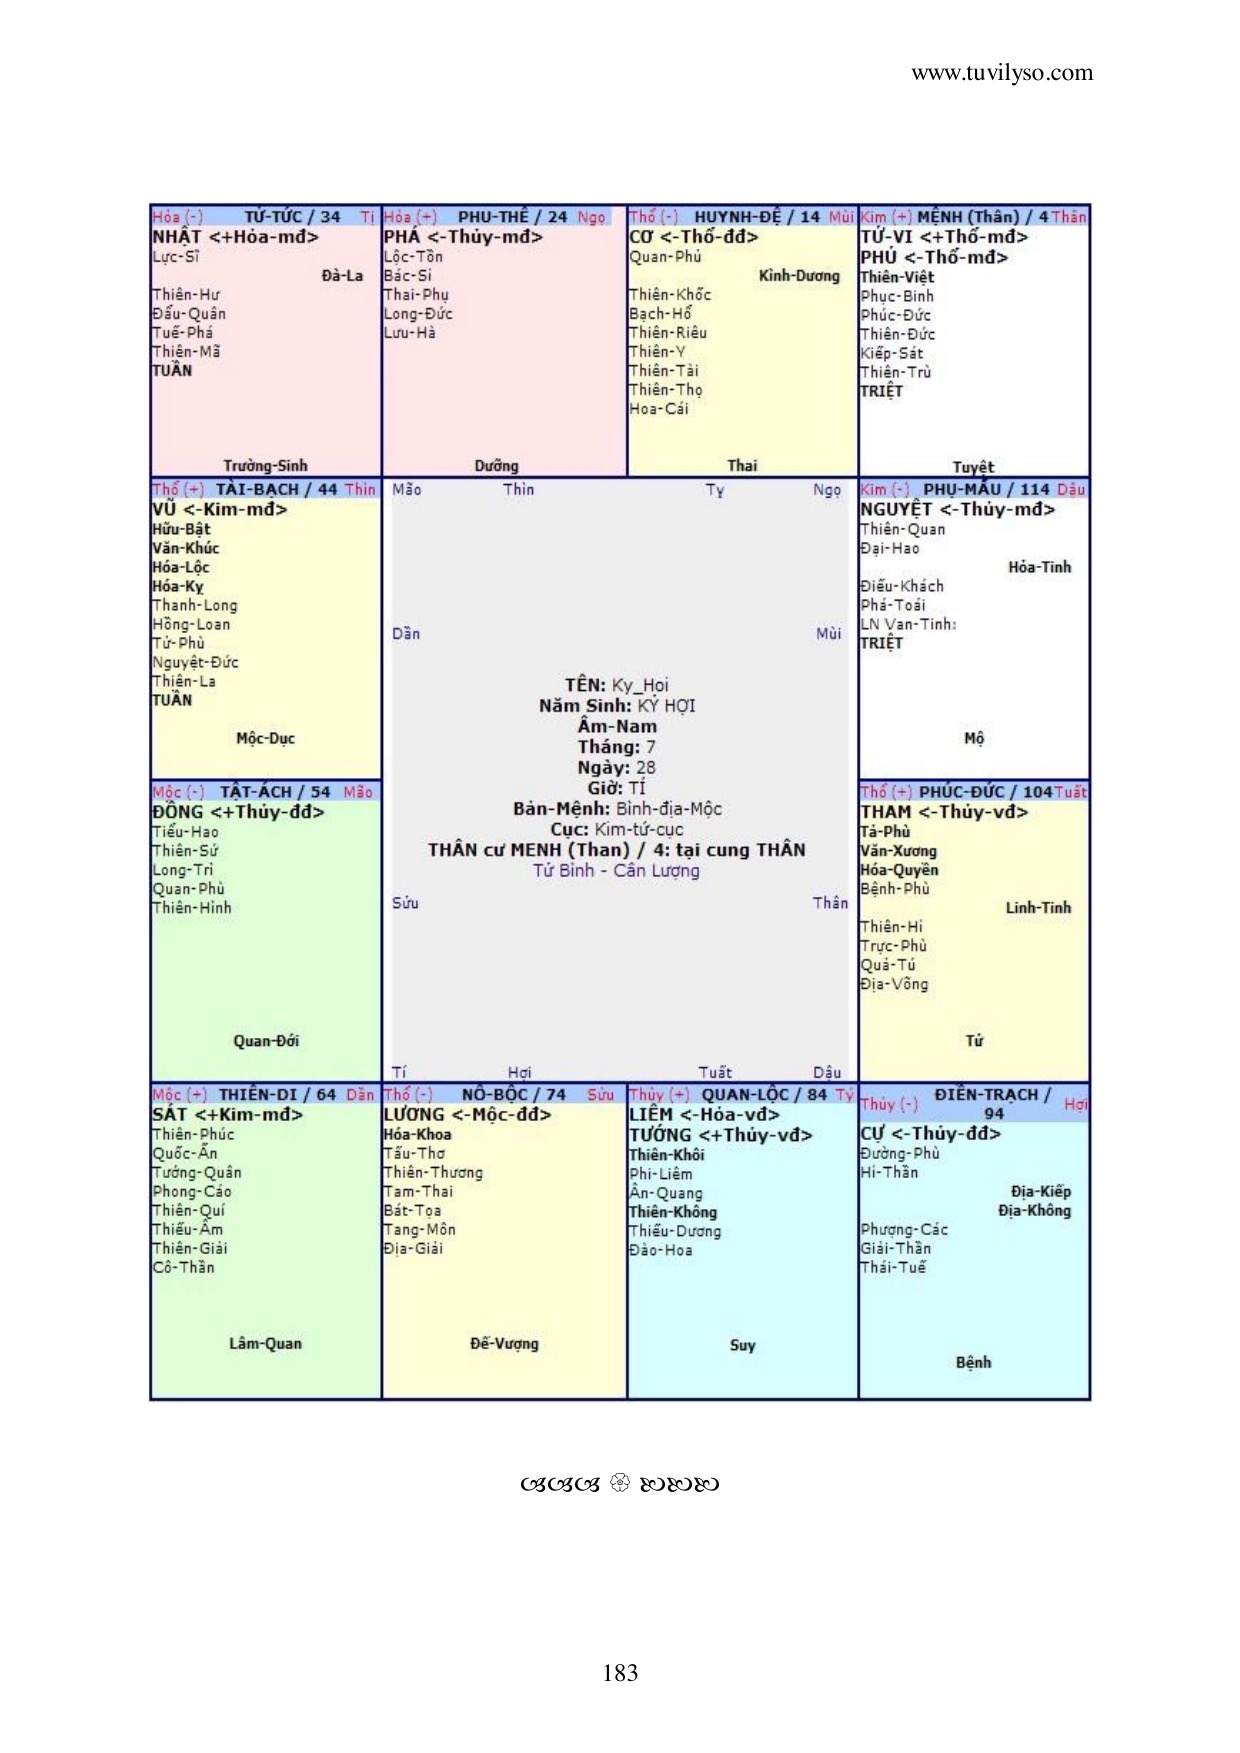 www.tuvilyso.com
Hỏa (-) TỬ-TỨC / 34 Tị
NHẬT <+Hỏa-mđ>
Lực-Sĩ
Đà-La
Thiên-Hư
Đẩu-Quân
Tuế-Phá
Thiên-Mã
TUẦN
Trường-Sinh
Hỏa (+) PHU-THÊ / 24 Ngọ
PHÁ <-Thủy-mđ>
Lộc-Tồn
Bác-Sĩ
Thai-Phụ
Long-Đức
Lưu-Hà
Dưỡng
Thổ (-) HUYNH-ĐỆ / 14 Mùi
CƠ <-Thổ-đđ>
Quan-Phủ
Kình-Dương
Thiên-Khốc
Bạch-Hổ
Thiên-Riêu
Thiên-Y
Thiên-Tài
Thiên-Thọ
Hoa-Cái
Thai
Kim (+) MỆNH (Thân) / 4 Thân
TỬ-VI <+Thổ-mđ>
PHỦ <-Thổ-mđ>
Thiên-Việt
Phục-Binh
Phúc-Đức
Thiên-Đức
Kiếp-Sát
Thiên-Trù
TRIỆT
Tuyệt
Thổ (+) TÀI-BẠCH / 44 Thìn
VŨ <-Kim-mđ>
Hữu-Bật
Văn-Khúc
Hóa-Lộc
Hóa-Kỵ
Thanh-Long
Hồng-Loan
Tử-Phù
Nguyệt-Đức
Thiên-La
TUẦN
Mộc-Dục
Mão Thìn Tỵ Ngọ
Dần Mùi
TÊN: Ky_Hoi
Năm Sinh: KỶ HỢI
Âm-Nam
Tháng: 7
Ngày: 28
Giờ: TÍ
Bản-Mệnh: Bình-địa-Mộc
Cục: Kim-tứ-cục
THÂN cư MENH (Than) / 4: tại cung THÂN
Tử Bình - Cân Lượng
Sửu Thân
Tí Hợi Tuất Dậu
Kim (-) PHỤ-MẪU / 114 Dậu
NGUYỆT <-Thủy-mđ>
Thiên-Quan
Đại-Hao
Hỏa-Tinh
Điếu-Khách
Phá-Toái
LN Van-Tinh:
TRIỆT
Mộ
Mộc (-) TẬT-ÁCH / 54 Mão
ĐỒNG <+Thủy-đđ>
Tiểu-Hao
Thiên-Sứ
Long-Trì
Quan-Phù
Thiên-Hình
Quan-Đới
Thổ (+) PHÚC-ĐỨC / 104 Tuất
THAM <-Thủy-vđ>
Tả-Phù
Văn-Xương
Hóa-Quyền
Bệnh-Phù
Linh-Tinh
Thiên-Hỉ
Trực-Phù
Quả-Tú
Địa-Võng
Tử
Mộc (+) THIÊN-DI / 64 Dần
SÁT <+Kim-mđ>
Thiên-Phúc
Quốc-Ấn
Tướng-Quân
Phong-Cáo
Thiên-Quí
Thiếu-Âm
Thiên-Giải
Cô-Thần
Lâm-Quan
Thổ (-) NÔ-BỘC / 74 Sửu
LƯƠNG <-Mộc-đđ>
Hóa-Khoa
Tấu-Thơ
Thiên-Thương
Tam-Thai
Bát-Tọa
Tang-Môn
Địa-Giải
Đế-Vượng
Thủy (+) QUAN-LỘC / 84 Tý
LIÊM <-Hỏa-vđ>
TƯỚNG <+Thủy-vđ>
Thiên-Khôi
Phi-Liêm
Ân-Quang
Thiên-Không
Thiếu-Dương
Đào-Hoa
Suy
Thủy (-) ĐIỀN-TRẠCH / 94 Hợi
CỰ <-Thủy-đđ>
Đường-Phù
Hỉ-Thần
Địa-Kiếp
Địa-Không
Phượng-Các
Giải-Thần
Thái-Tuế
Bệnh
183